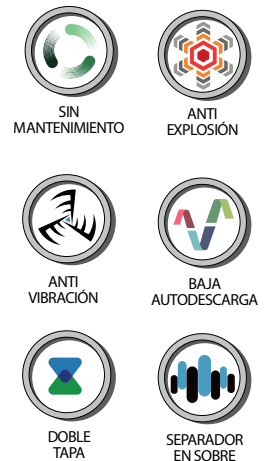 SIN
MANTENIMIENTO
ANTI
EXPLOSIÓN
ANTI
VIBRACIÓN
BAJA
AUTODESCARGA
DOBLE
TAPA
SEPARADOR
EN SOBRE